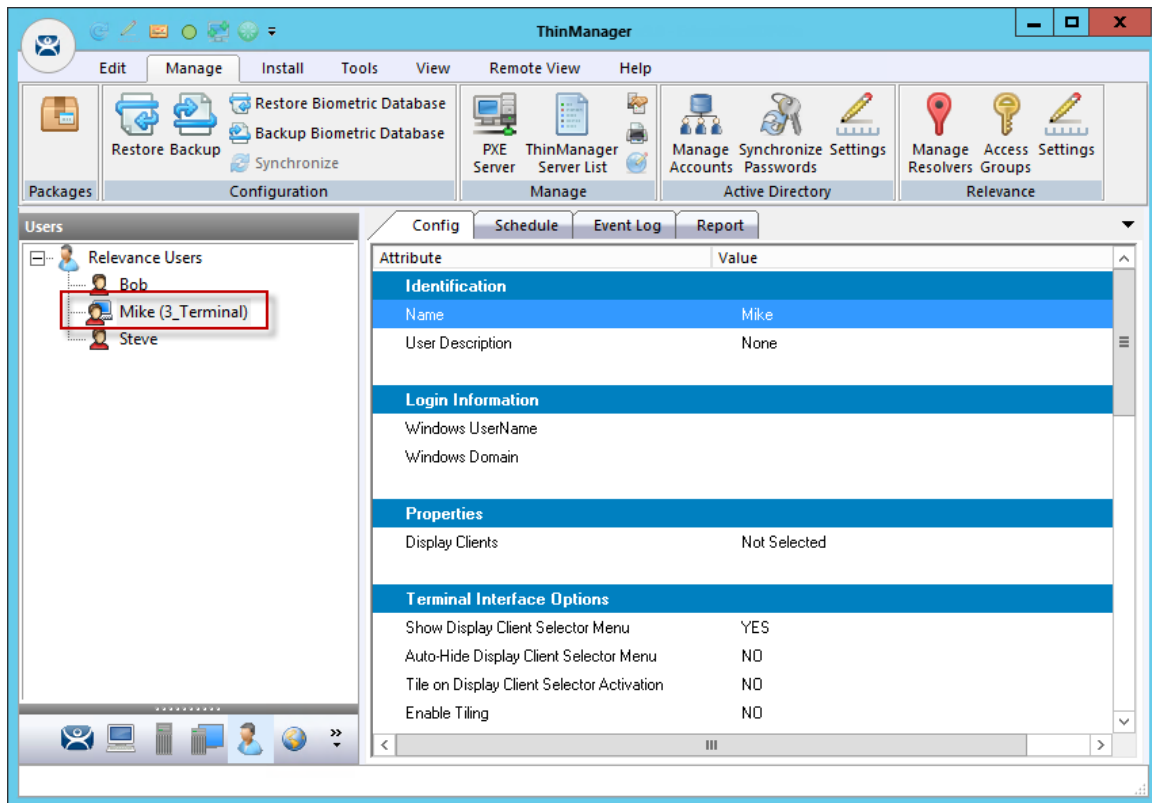 ThinManager
Edit Manage Install Tools View Remote View Help
Restore Biometric Database
Backup Biometric Database
Synchronize
Restore Backup
PXE Server
ThinManager Server List
Manage Accounts
Synchronize Passwords
Settings
Manage Resolvers
Access Groups
Settings
Packages Configuration Manage Active Directory Relevance
Users
Config Schedule Event Log Report
Relevance Users
Bob
Mike (3_Terminal)
Steve
Attribute Value
Identification
Name Mike
User Description None
Login Information
Windows UserName
Windows Domain
Properties
Display Clients Not Selected
Terminal Interface Options
Show Display Client Selector Menu YES
Auto-Hide Display Client Selector Menu NO
Tile on Display Client Selector Activation NO
Enable Tiling NO